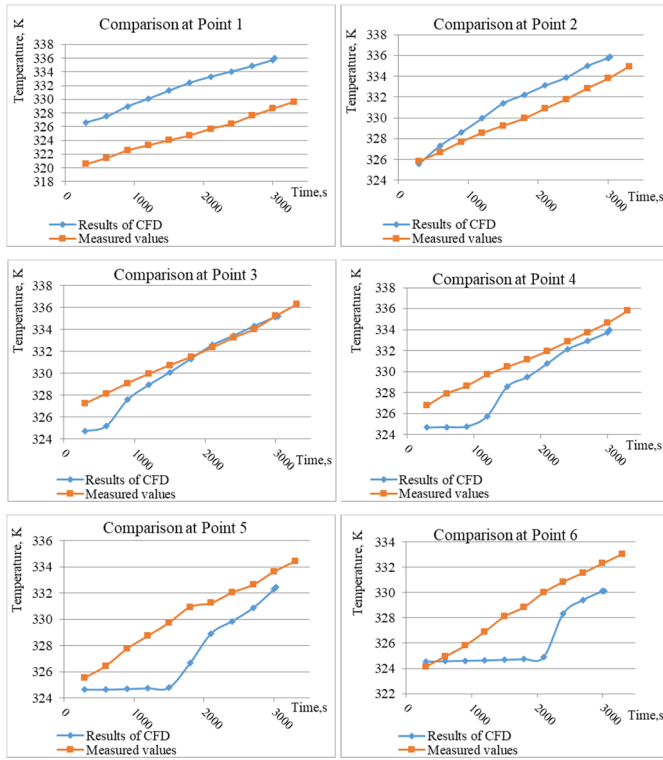 Comparison at Point 1
Temperature, K
338
336
334
332
330
328
326
324
322
320
318
0
1000
2000
3000
Time,s
Results of CFD
Measured values
Comparison at Point 2
Temperature, K
338
336
334
332
330
328
326
324
0
1000
2000
3000
Time,s
Results of CFD
Measured values
Comparison at Point 3
Temperature, K
338
336
334
332
330
328
326
324
0
1000
2000
3000
Time,s
Results of CFD
Measured values
Comparison at Point 4
Temperature, K
338
336
334
332
330
328
326
324
0
1000
2000
3000
Time,s
Results of CFD
Measured values
Comparison at Point 5
Temperature, K
336
334
332
330
328
326
324
0
1000
2000
3000
Time,s
Results of CFD
Measured values
Comparison at Point 6
Temperature, K
334
332
330
328
326
324
322
0
1000
2000
3000
Time,s
Results of CFD
Measured values